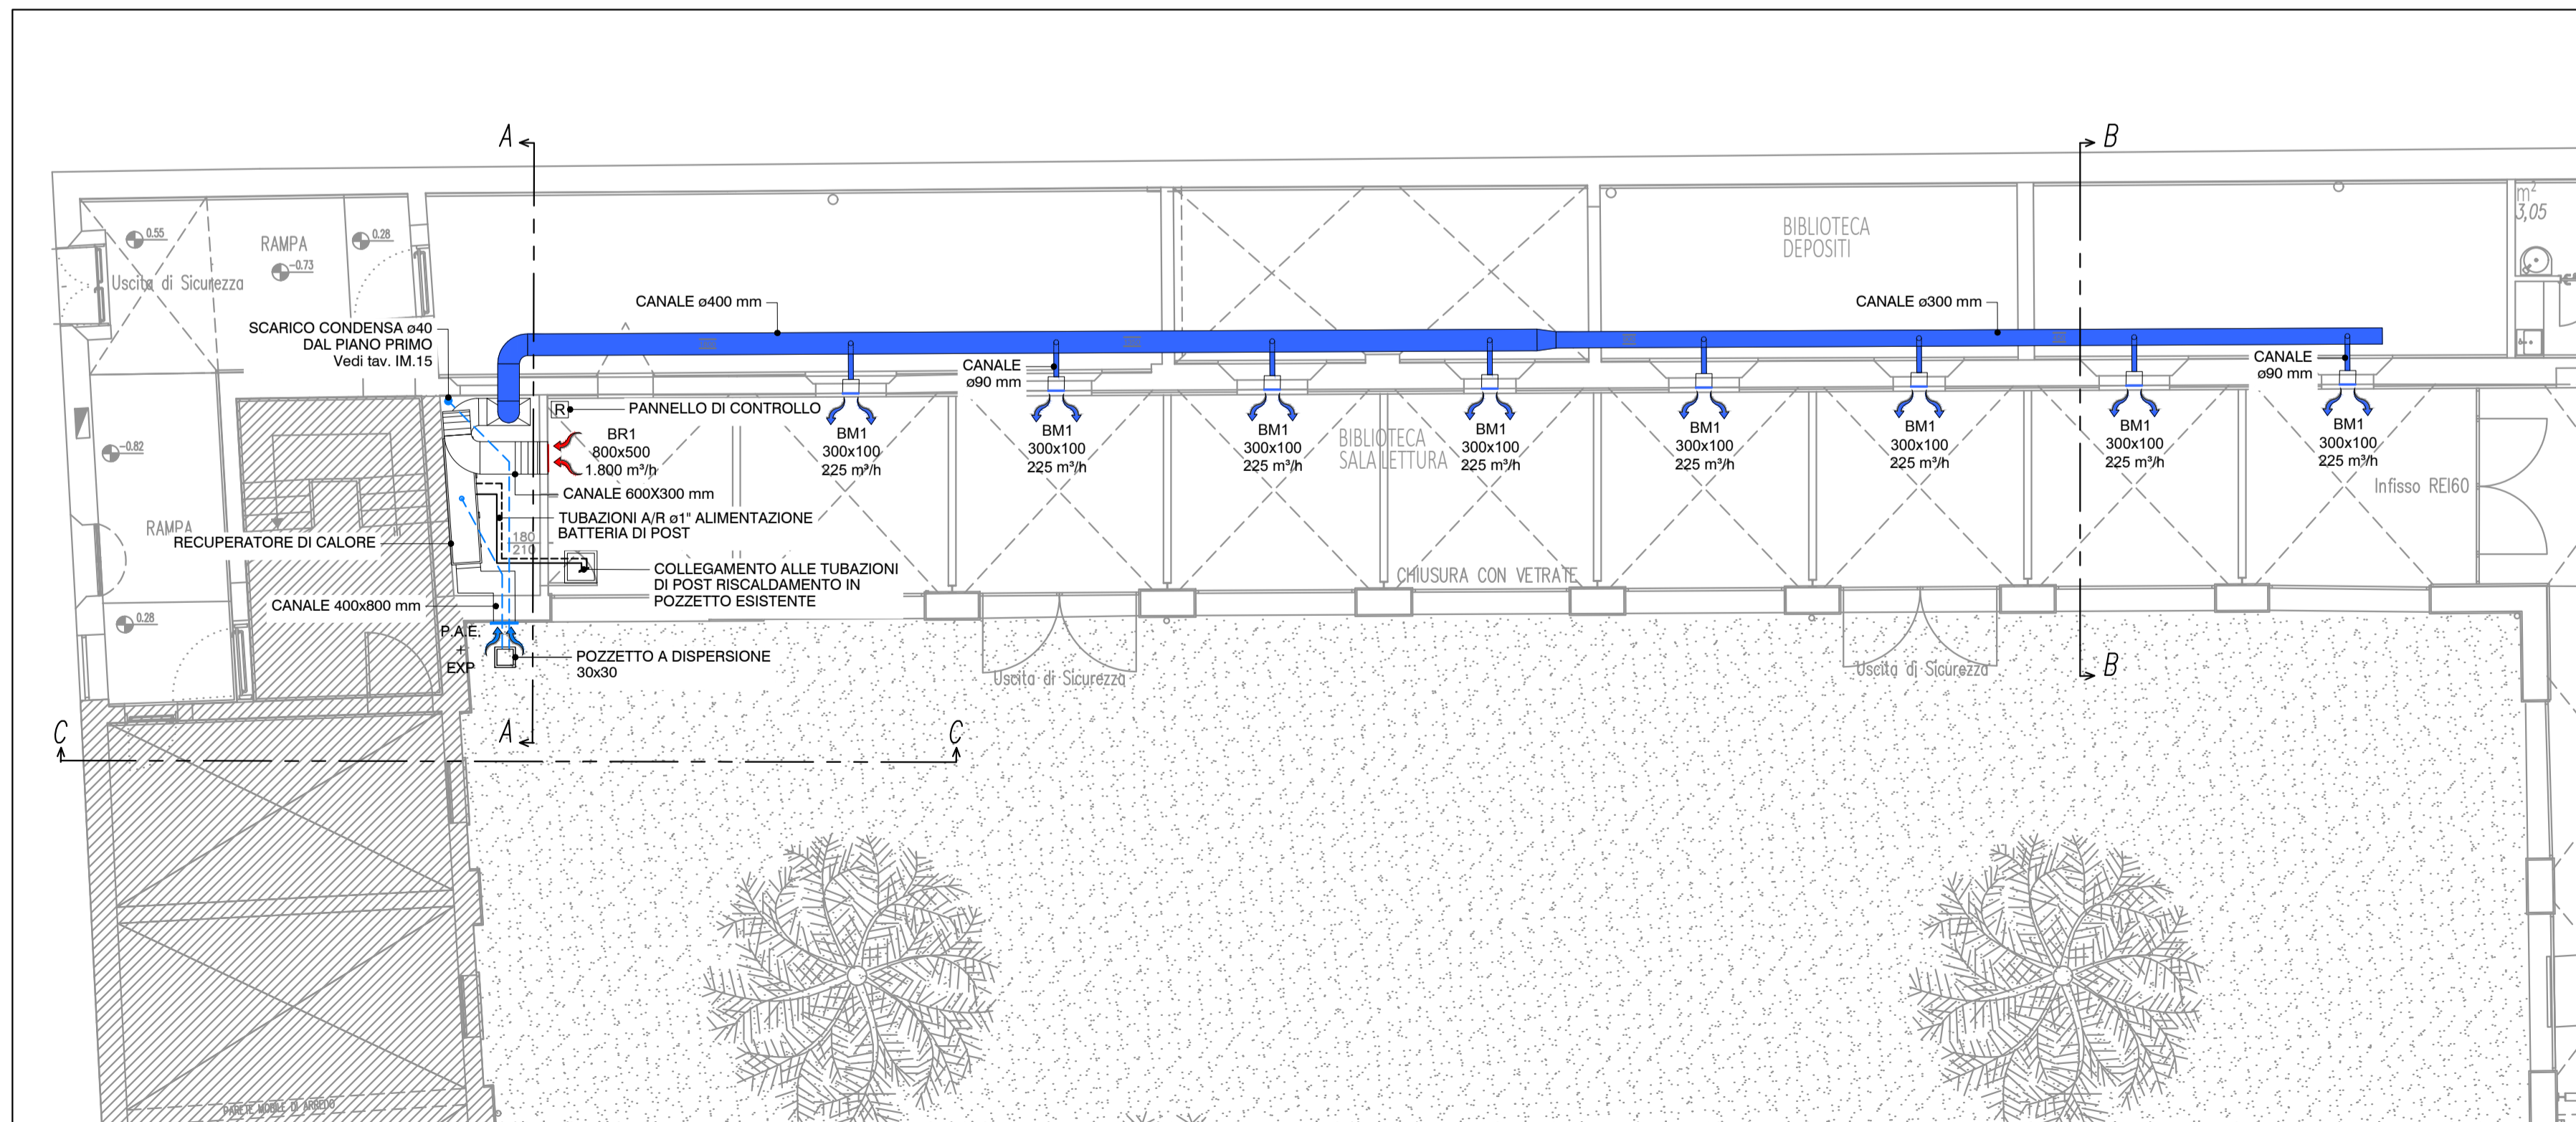 A
B
m²
3,05
0.55
RAMPA
0.28
-0.73
Uscita di Sicurezza
BIBLIOTECA
DEPOSITI
CANALE ø400 mm
CANALE ø300 mm
SCARICO CONDENSA ø40
DAL PIANO PRIMO
Vedi tav. IM.15
CANALE
ø90 mm
CANALE
ø90 mm
R
PANNELLO DI CONTROLLO
BR1
800x500
1.800 m³/h
BM1
300x100
225 m³/h
BM1
300x100
225 m³/h
BM1
300x100
225 m³/h
BIBLIOTECA
SALA LETTURA
BM1
300x100
225 m³/h
BM1
300x100
225 m³/h
BM1
300x100
225 m³/h
BM1
300x100
225 m³/h
BM1
300x100
225 m³/h
-0.82
CANALE 600X300 mm
Infisso REI60
TUBAZIONI A/R ø1" ALIMENTAZIONE
BATTERIA DI POST
RAMPA
RECUPERATORE DI CALORE
180
210
COLLEGAMENTO ALLE TUBAZIONI
DI POST RISCALDAMENTO IN
POZZETTO ESISTENTE
CHIUSURA CON VETRATE
CANALE 400x800 mm
0.28
P.A.E.
+
EXP
POZZETTO A DISPERSIONE
30x30
Uscita di Sicurezza
Uscita di Sicurezza
B
C
A
C
PARETE MOBILE DI ARREDO